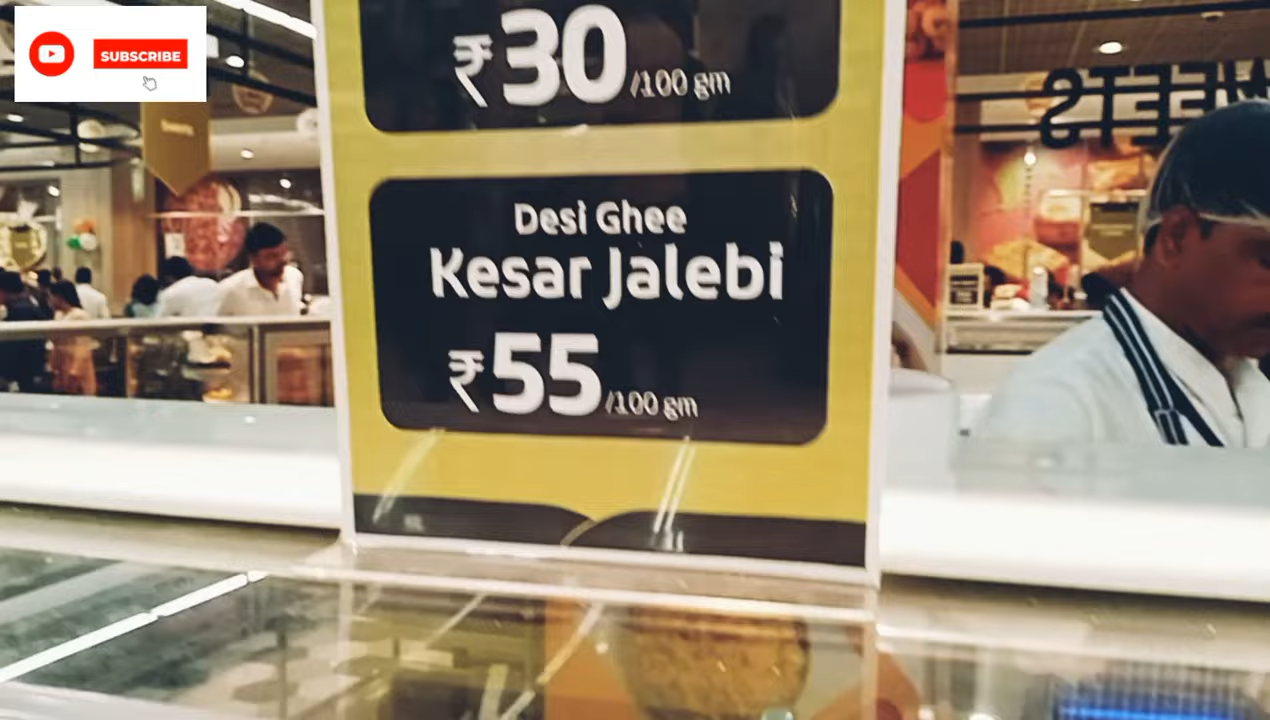 SUBSCRIBE
₹30/100 gm
Desi Ghee
Kesar Jalebi
₹55/100 gm